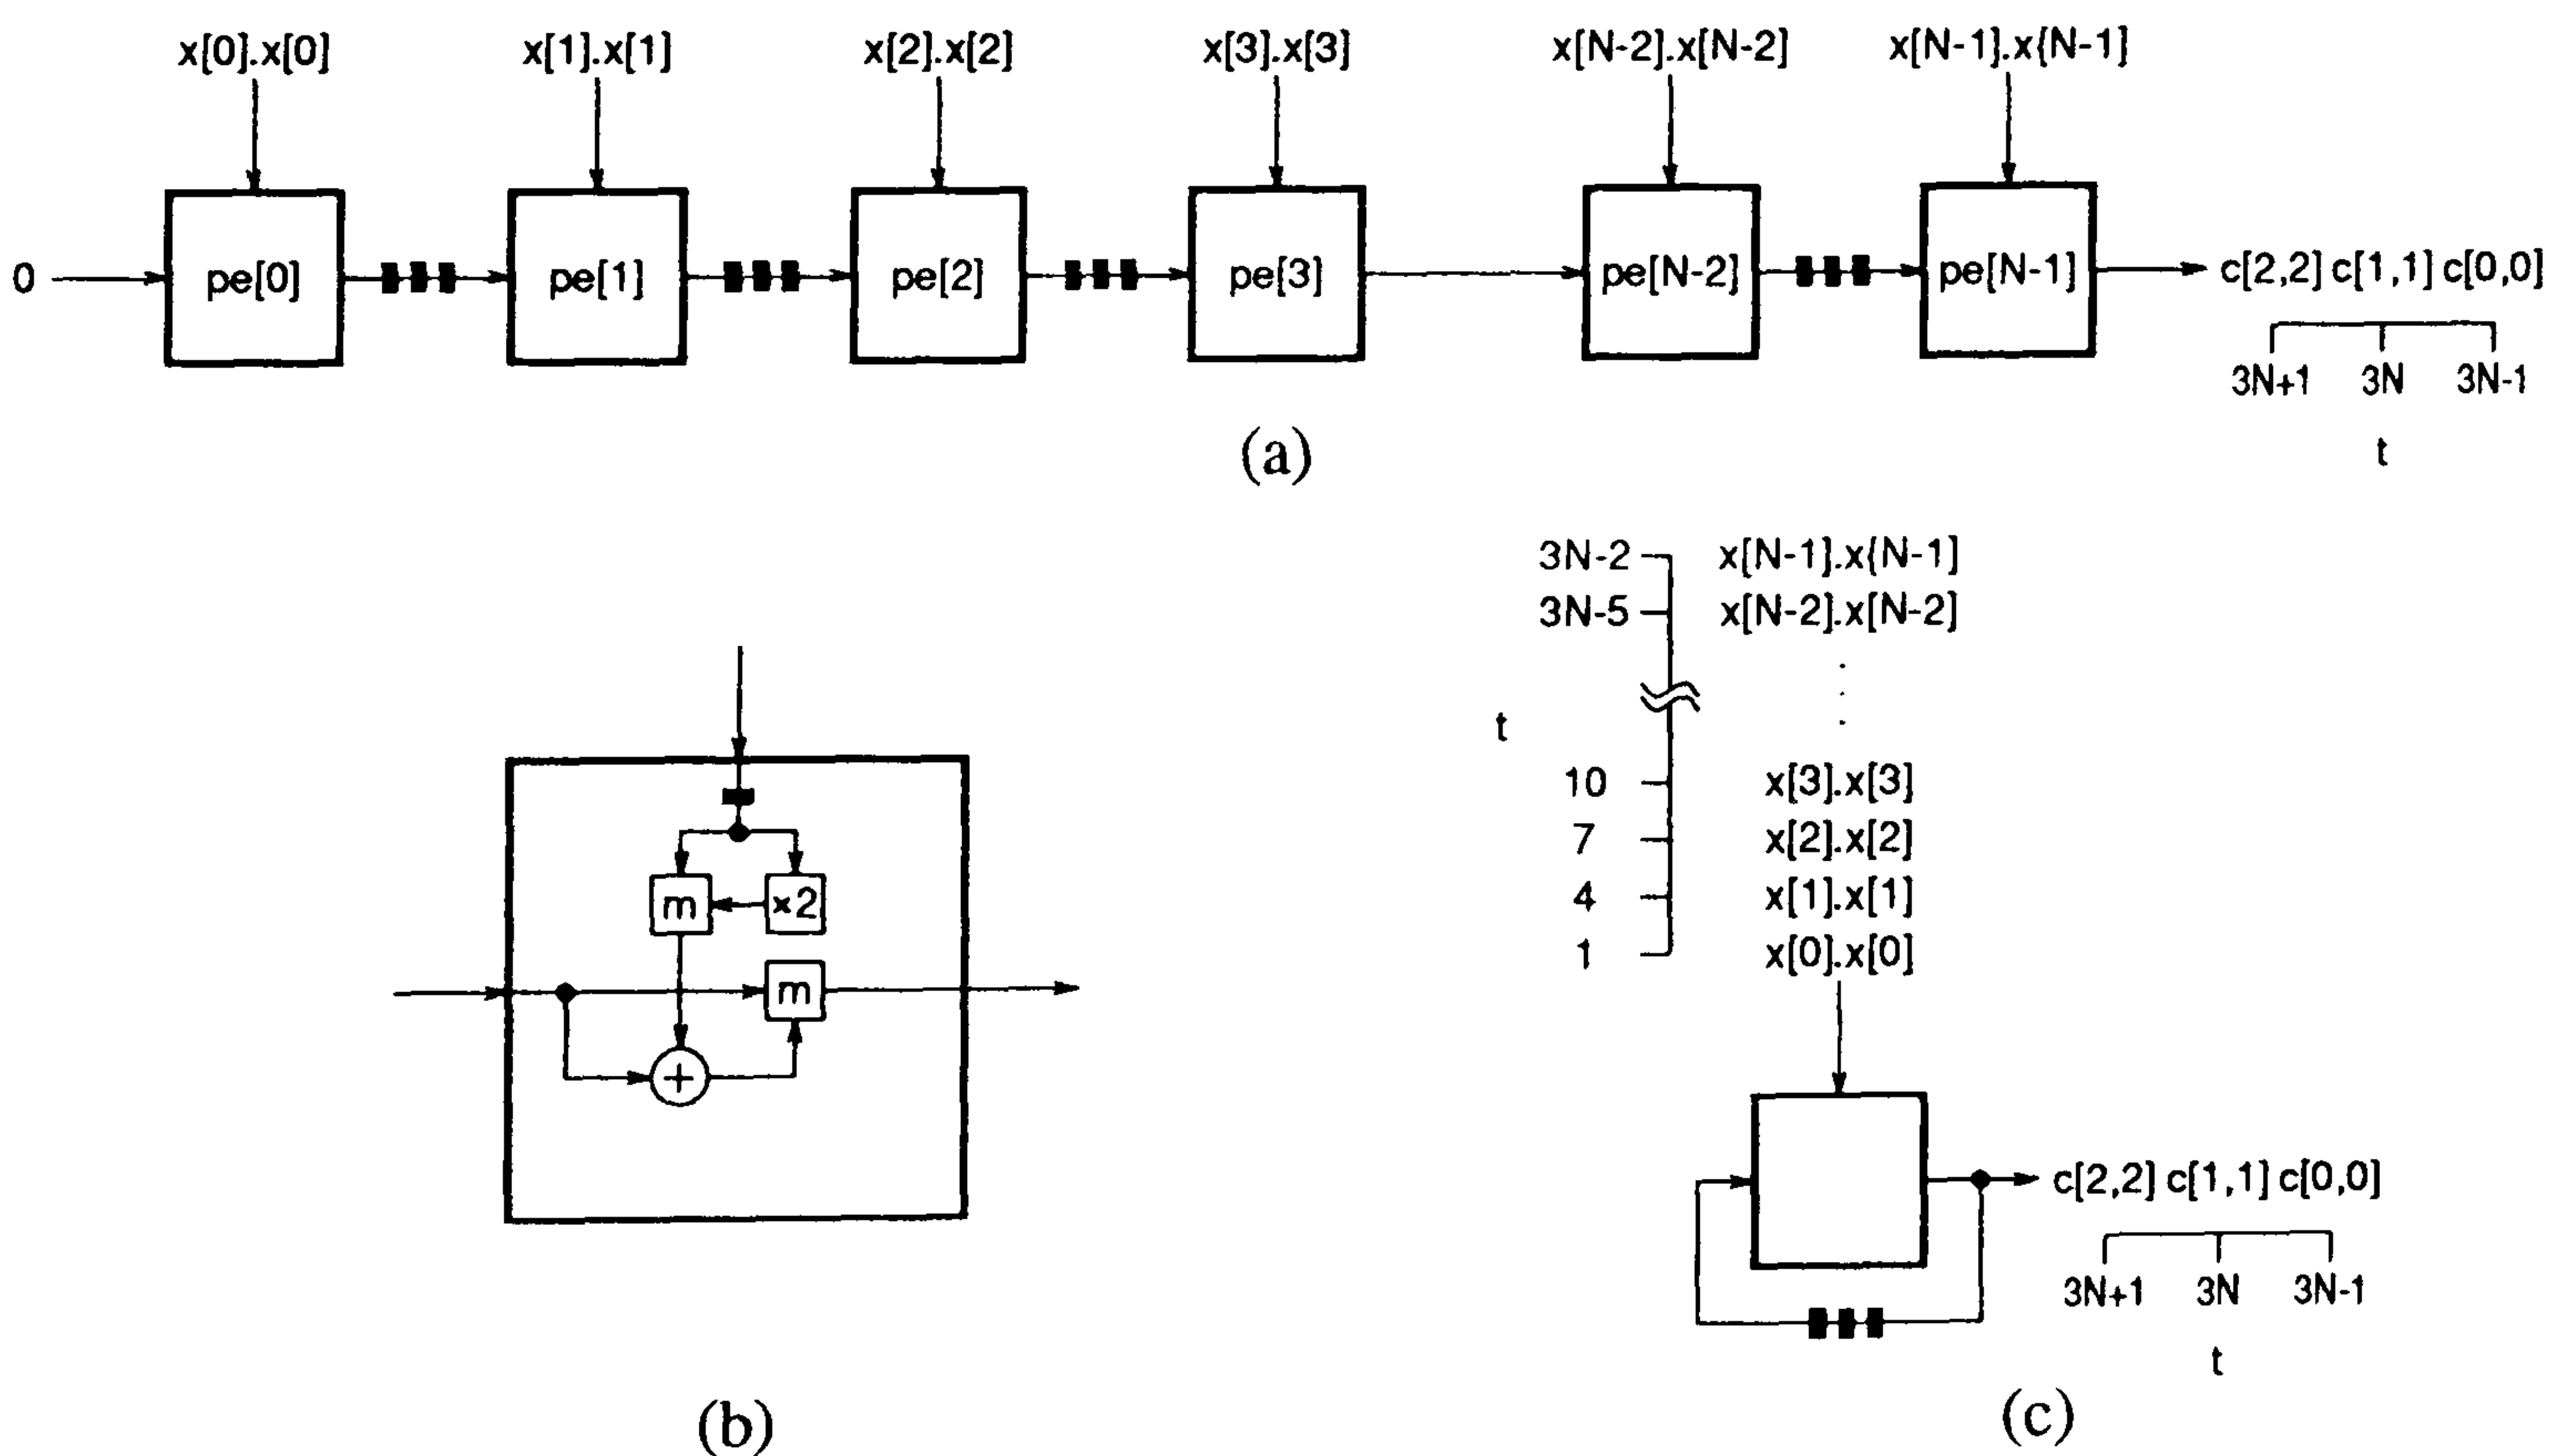 x[0].x[0] x[1].x[1] x[2].x[2] x[3].x[3] x[N-2].x[N-2] x[N-1].x{N-1]
0 pe[0] pe[1] pe[2] pe[3] pe[N-2] pe[N-1] c[2,2] c[1,1] c[0,0]
3N+1 3N 3N-1
t
(a)
3N-2 x[N-1].x{N-1]
3N-5 x[N-2].x[N-2]
t
10 x[3].x[3]
7 x[2].x[2]
4 x[1].x[1]
1 x[0].x[0]
m ×2
m
+
c[2,2] c[1,1] c[0,0]
3N+1 3N 3N-1
t
(b)
(c)